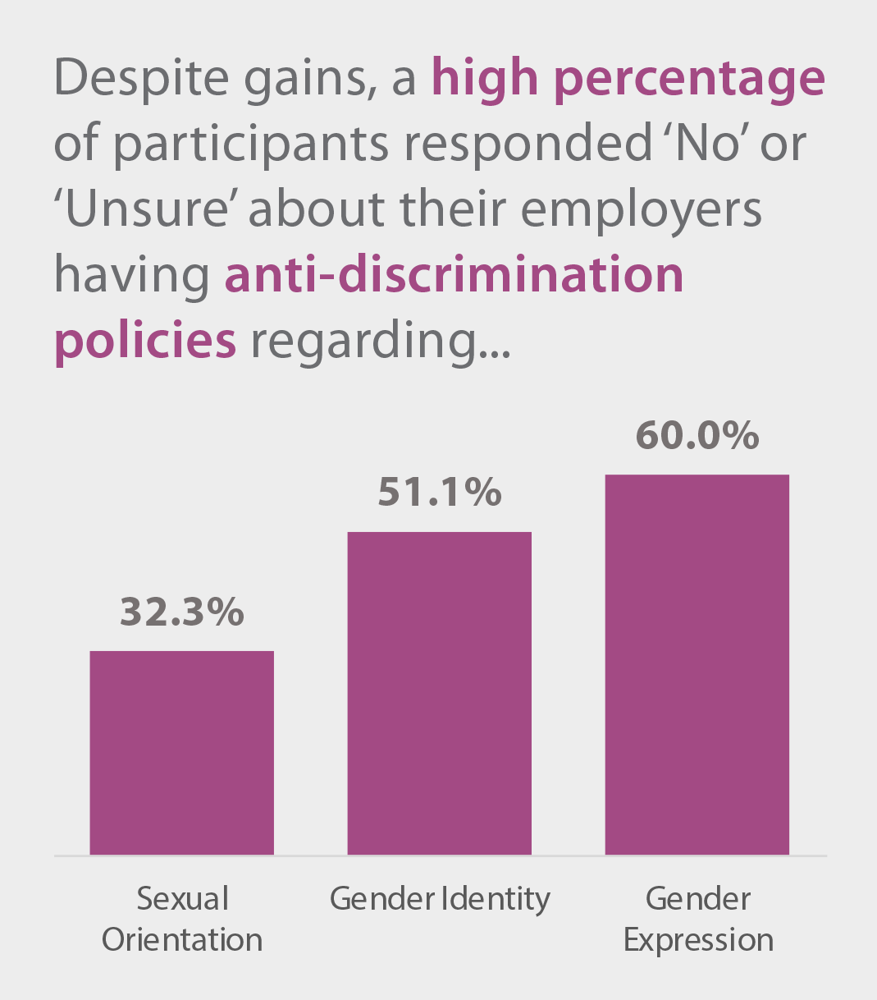 Despite gains, a high percentage
of participants responded ‘No’ or
‘Unsure’ about their employers
having anti-discrimination
policies regarding...
60.0%
51.1%
32.3%
Sexual
Orientation
Gender Identity
Gender
Expression